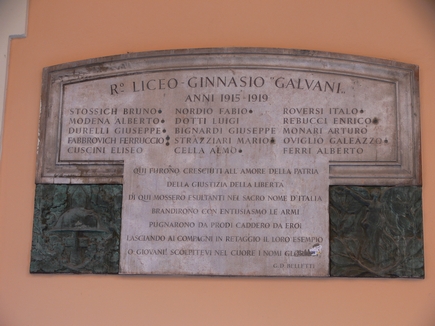 R° LICEO-GINNASIO "GALVANI"
ANNI 1915-1919
STOSSICH BRUNO NORDIO FABIO ROVERSI ITALO
MODENA ALBERTO DOTTI LUIGI REBUCCI ENRICO
DURELLI GIUSEPPE BIGNARDI GIUSEPPE MONARI ARTURO
FABBROVICH FERRUCCIO STRAZZIARI MARIO OVIGLIO GALEAZZO
CUSCINI ELISEO CELLA ALMO FERRI ALBERTO
QUI FURONO CRESCIUTI ALL'AMORE DELLA PATRIA
DELLA GIUSTIZIA DELLA LIBERTA
DI QUI MOSSERO I SULTANTI NEL SACRO NOME D'ITALIA
BRANDIRONO CON ENTUSIASMO LE ARMI
PUGNARONO DA PRODI CADDERO DA EROI
LASCIANDO AI COMPAGNI IN RETAGGIO IL LORO ESEMPIO
O GIOVANI SCOLPITEVI NEL CUORE I NOMI